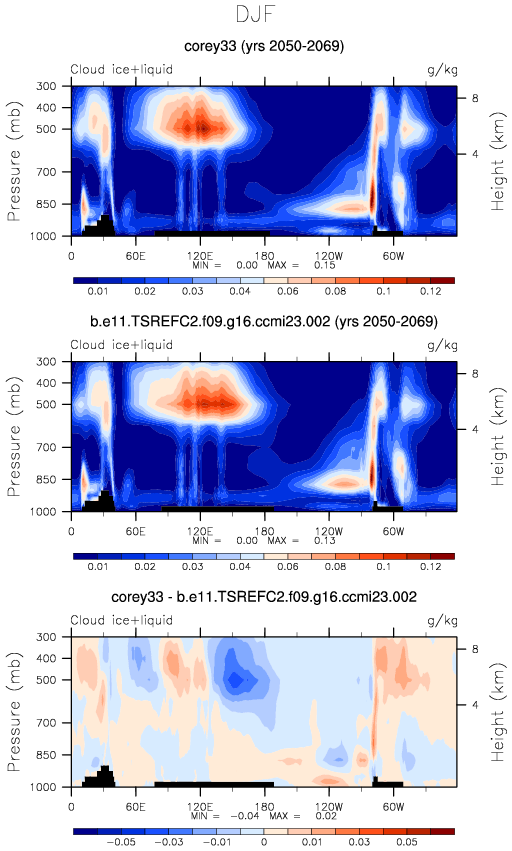 DJF
corey33 (yrs 2050-2069)
Cloud ice+liquid g/kg
300
400
500
700
850
1000
Pressure (mb)
8
4
Height (km)
0 60E 120E 120W 60W
MIN = 0.00 MAX = 0.15
0.01 0.02 0.04 0.06 0.08 0.1 0.12
b.e11.TSREFC2.f09.g16.ccmi23.002 (yrs 2050-2069)
Cloud ice+liquid g/kg
300
400
500
700
850
1000
Pressure (mb)
8
4
Height (km)
0 60E 120E 120W 60W
MIN = 0.00 MAX = 0.13
0.01 0.02 0.04 0.06 0.08 0.1 0.12
corey33 - b.e11.TSREFC2.f09.g16.ccmi23.002
Cloud ice+liquid g/kg
300
400
500
700
850
1000
Pressure (mb)
8
4
Height (km)
0 60E 120E 120W 60W
MIN = -0.04 MAX = 0.02
-0.05 -0.03 -0.01 0 0.01 0.03 0.05